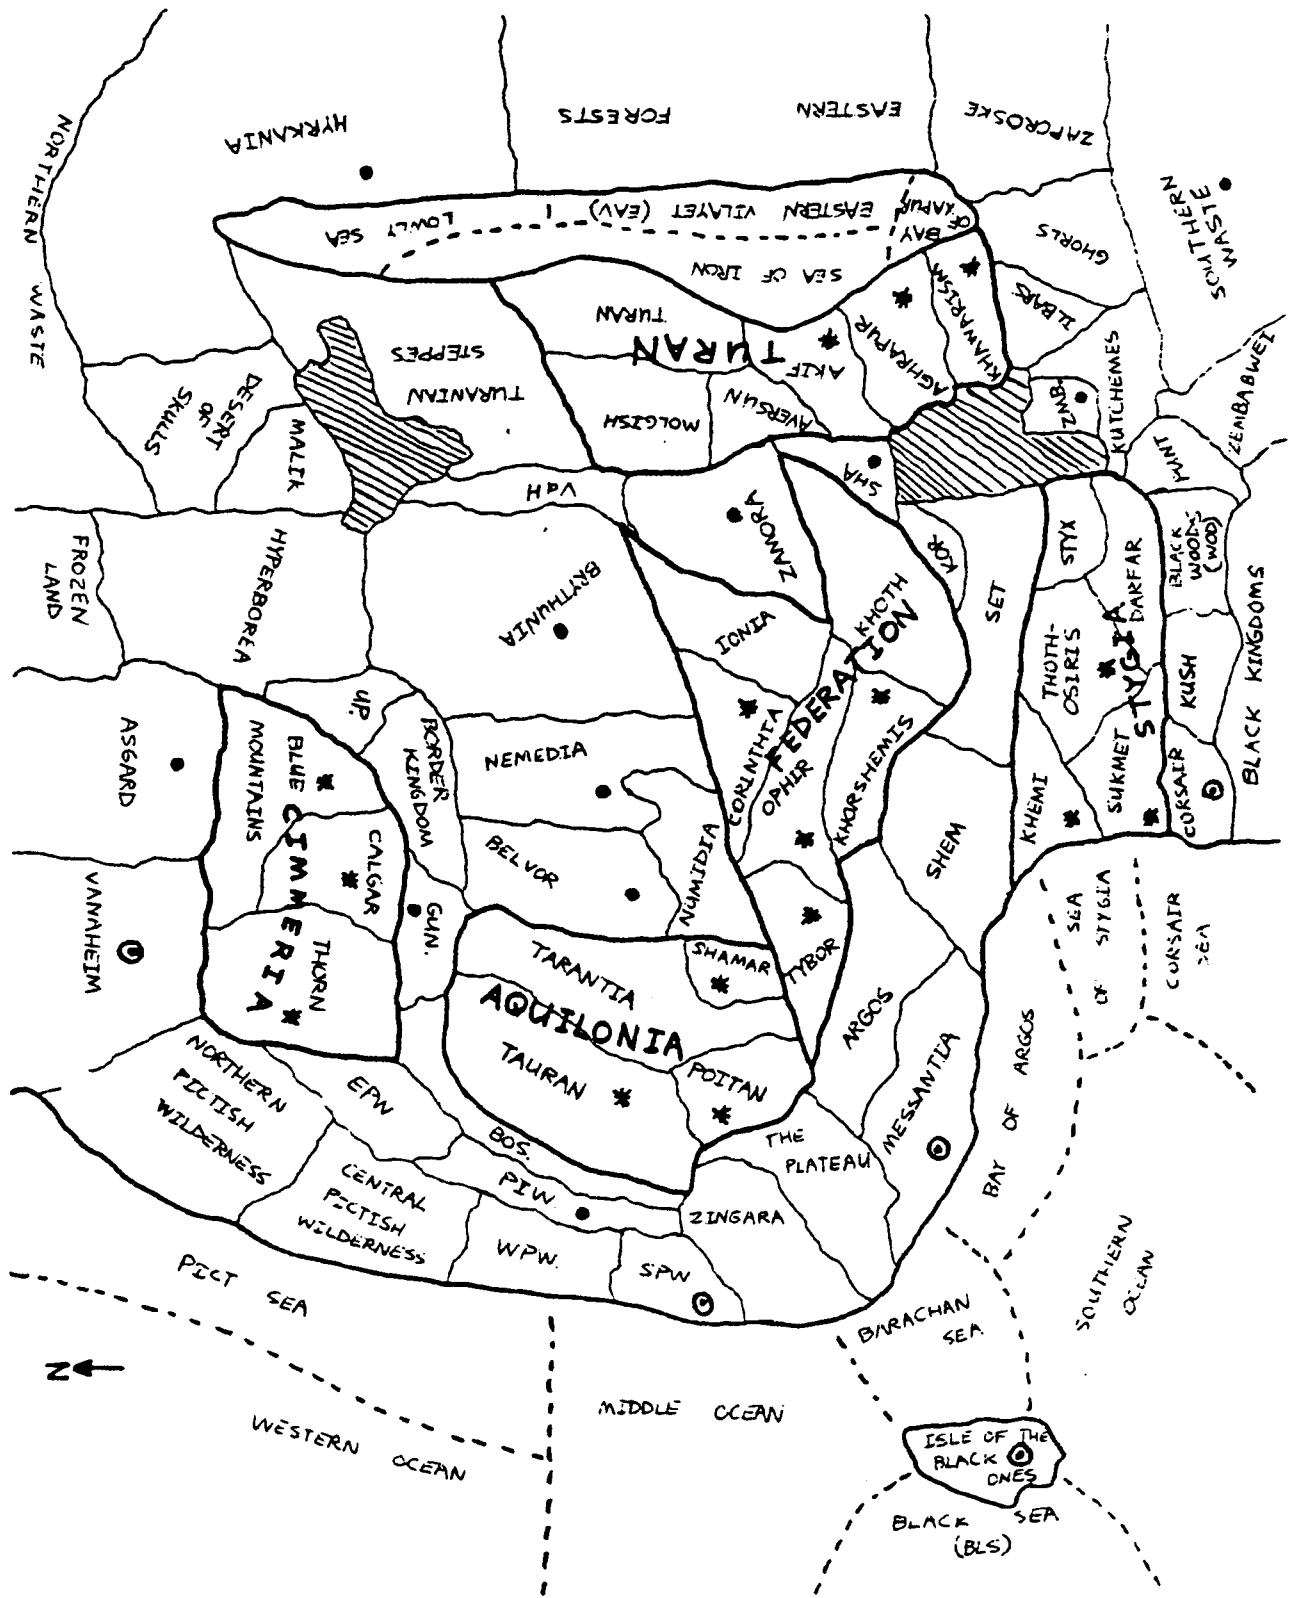 HYRKANIA
EASTERN FORESTS
ZAPOROSKE
NORTHERN WASTE
SOUTHERN
WASTE
LOWLY SEA
EASTERN VILAYET (EAV)
BAY
OF
XAPUR
SEA OF IRON
GHORLS
ILBARS
KHAWARISM
AGHRAPUR
AKIF
TURAN
TURAN
TURANIAN
STEPPES
MOLGISH
AVERSUN
KUTCHEMES
ZEMBABWEI
ZMB.
PUNT
DESERT
OF
SKULLS
MALIK
V&H
SHA
ZAMORA
KOR
SET
STYX
DARFAR
BLACK
WOODS
(WOD)
FROZEN
LAND
HYPERBOREA
BRYTHUNIA
IONIA
KHOTH
FEDERATION
THOTH-
OSIRIS
STYGIA
KUSH
BLACK KINGDOMS
ASGARD
BLUE
MOUNTAINS
UP.
BORDER
KINGDOM
NEMEDIA
CORINTHIA
OPHIR
KHORSHEMIS
SHEM
KHEMI
SUKMET
CORSAIR
CIMMERIA
CALGAR
BELVOR
NUMIDIA
VANAHEIM
THORN
GUN.
TARANTIA
SHAMAR
TYBOR
AQUILONIA
ARGOS
SEA
OF STYGIA
CORSAIR
SEA
TAURAN
POITAN
MESSANTIA
BAY OF ARGOS
NORTHERN
PICTISH
WILDERNESS
EPW
BOS.
THE
PLATEAU
CENTRAL
PICTISH
WILDERNESS
PIW.
ZINGARA
WPW.
SPW
PICT SEA
BARACHAN
SEA
SOUTHERN
OCEAN
N
WESTERN OCEAN
MIDDLE OCEAN
ISLE OF THE
BLACK
ONES
BLACK SEA
(BLS)